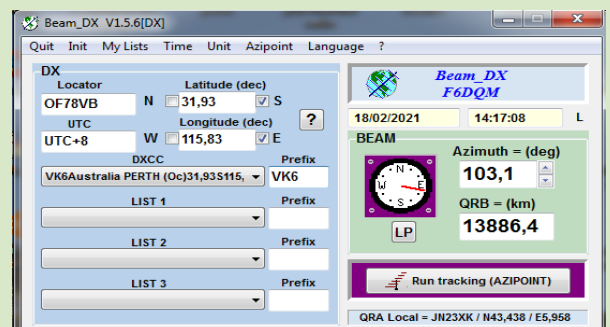 Beam_DX V1.5.6[DX]
Quit Init My Lists Time Unit Azipoint Language ?
DX
Locator Latitude (dec)
OF78VB N 31,93 S
UTC Longitude (dec) ?
UTC+8 W 115,83 E
DXCC Prefix
VK6Australia PERTH (Oc)31,93S115, VK6
LIST 1 Prefix
LIST 2 Prefix
LIST 3 Prefix
Beam_DX
F6DQM
18/02/2021 14:17:08 L
BEAM
Azimuth = (deg)
N
W E
S
103,1
QRB = (km)
LP
13886,4
Run tracking (AZIPOINT)
QRA Local = JN23XK / N43,438 / E5,958